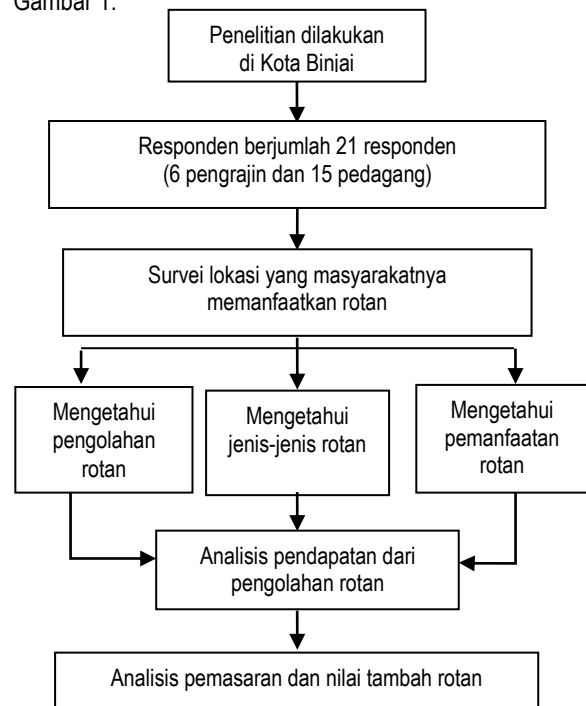 Gambar 1.
Penelitian dilakukan
di Kota Binjai
Responden berjumlah 21 responden
(6 pengrajin dan 15 pedagang)
Survei lokasi yang masyarakatnya
memanfaatkan rotan
Mengetahui
pengolahan
rotan
Mengetahui
jenis-jenis rotan
Mengetahui
pemanfaatan
rotan
Analisis pendapatan dari
pengolahan rotan
Analisis pemasaran dan nilai tambah rotan